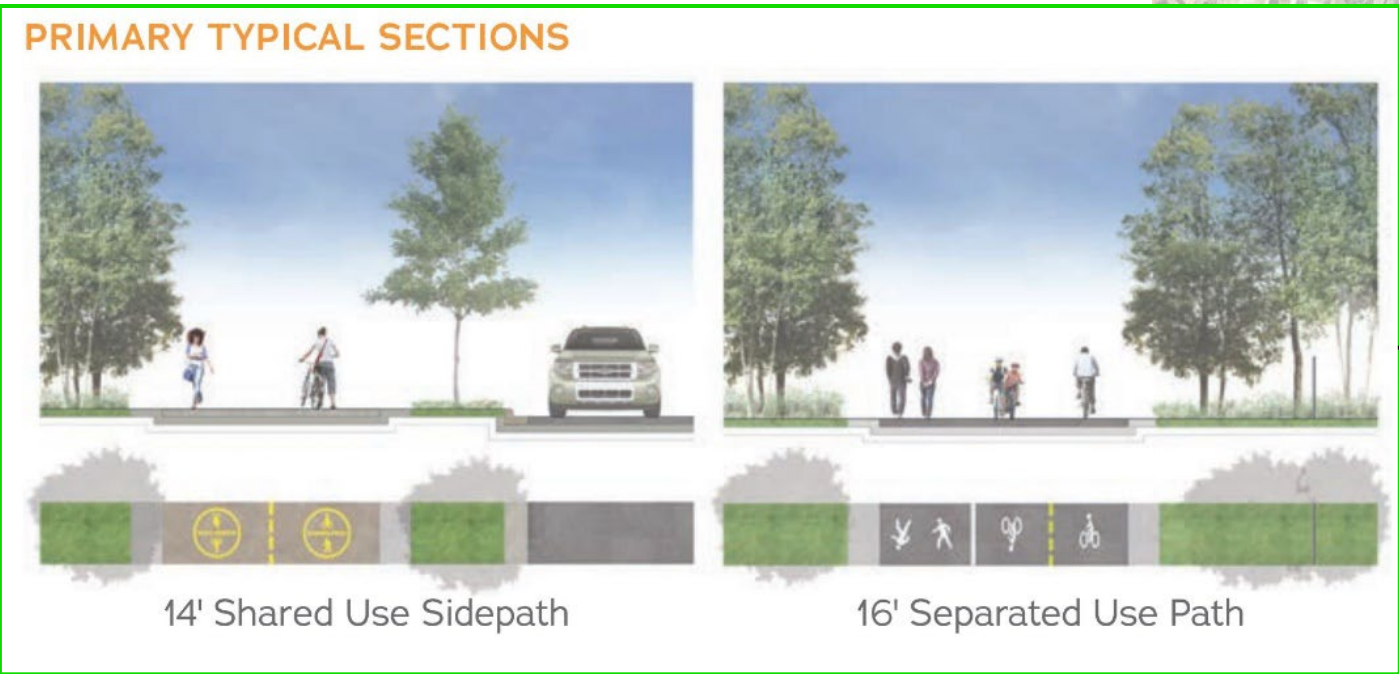 PRIMARY TYPICAL SECTIONS
14' Shared Use Sidepath
16' Separated Use Path